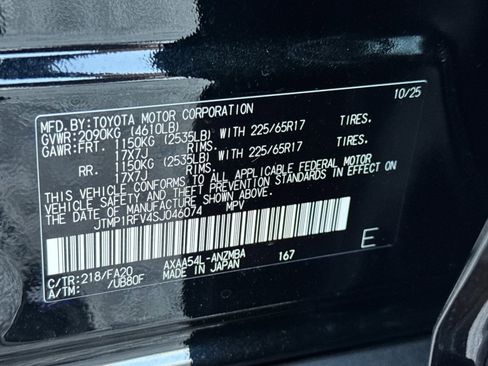 MFD.BY:TOYOTA MOTOR CORPORATION 10/25
GVWR:2090KG (4610LB)
GAWR:FRT. 1150KG (2535LB) WITH 225/65R17 TIRES.
17X7J RIMS.
RR. 1150KG (2535LB) WITH 225/65R17 TIRES.
17X7J RIMS.
THIS VEHICLE CONFORMS TO ALL APPLICABLE FEDERAL MOTOR
VEHICLE SAFETY AND THEFT PREVENTION STANDARDS IN EFFECT ON
THE DATE OF MANUFACTURE SHOWN ABOVE.
JTMP1RFV4SJ046074 MPV
E
C/TR:218/FA20 AXAA54L-ANZMBA 167
A/TM: /UB80F MADE IN JAPAN